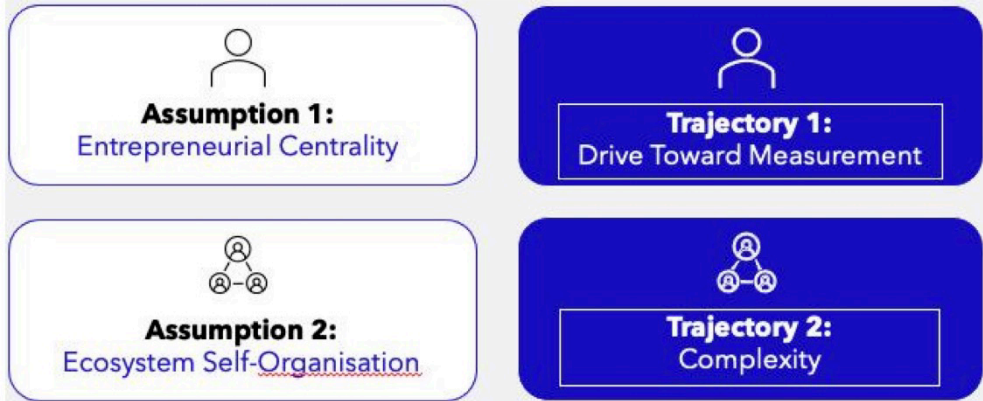 Assumption 1:
Entrepreneurial Centrality
Trajectory 1:
Drive Toward Measurement
Assumption 2:
Ecosystem Self-Organisation
Trajectory 2:
Complexity